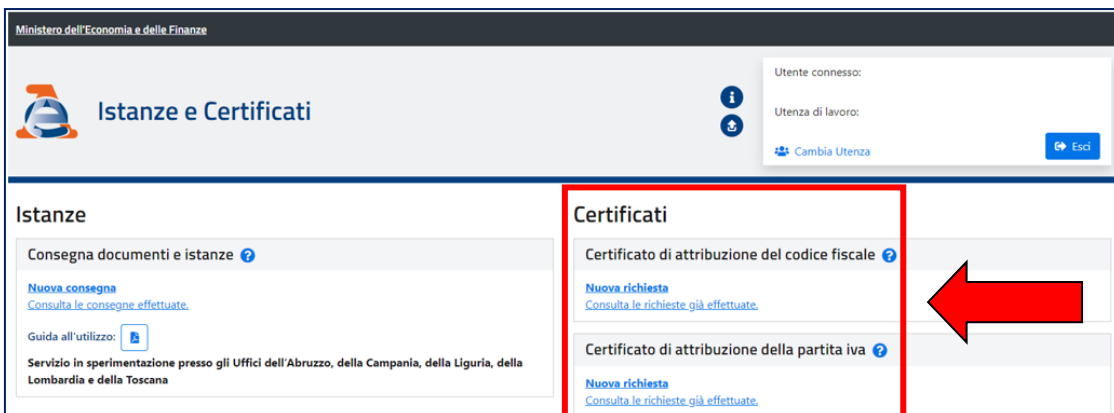 Ministero dell'Economia e delle Finanze
Istanze e Certificati
Utente connesso:
Utenza di lavoro:
Cambia Utenza
Esci
Istanze
Consegna documenti e istanze
Nuova consegna
Consulta le consegne effettuate.
Guida all'utilizzo:
Servizio in sperimentazione presso gli Uffici dell'Abruzzo, della Campania, della Liguria, della
Lombardia e della Toscana
Certificati
Certificato di attribuzione del codice fiscale
Nuova richiesta
Consulta le richieste già effettuate.
Certificato di attribuzione della partita iva
Nuova richiesta
Consulta le richieste già effettuate.